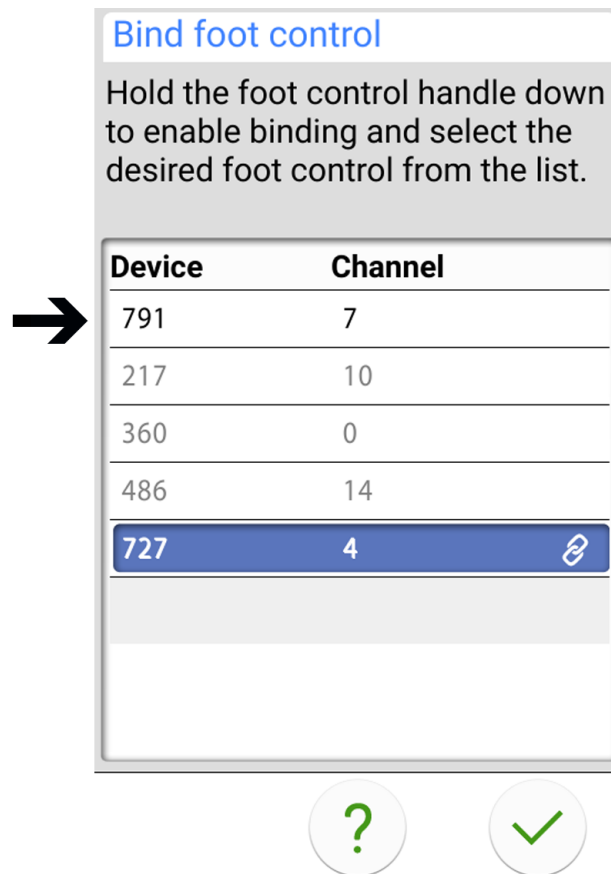 Bind foot control
Hold the foot control handle down
to enable binding and select the
desired foot control from the list.
Device Channel
791 7
217 10
360 0
486 14
727 4
?